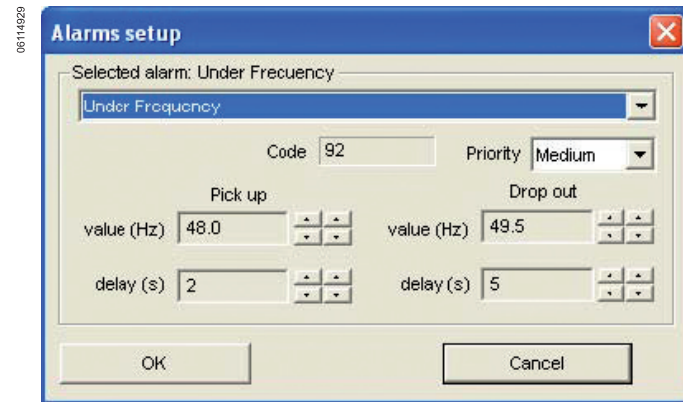 06114929
Alarms setup
Selected alarm: Under Frecuency
Under Frequency
Code 92 Priority Medium
Pick up Drop out
value (Hz) 48.0 value (Hz) 49.5
delay (s) 2 delay (s) 5
OK Cancel